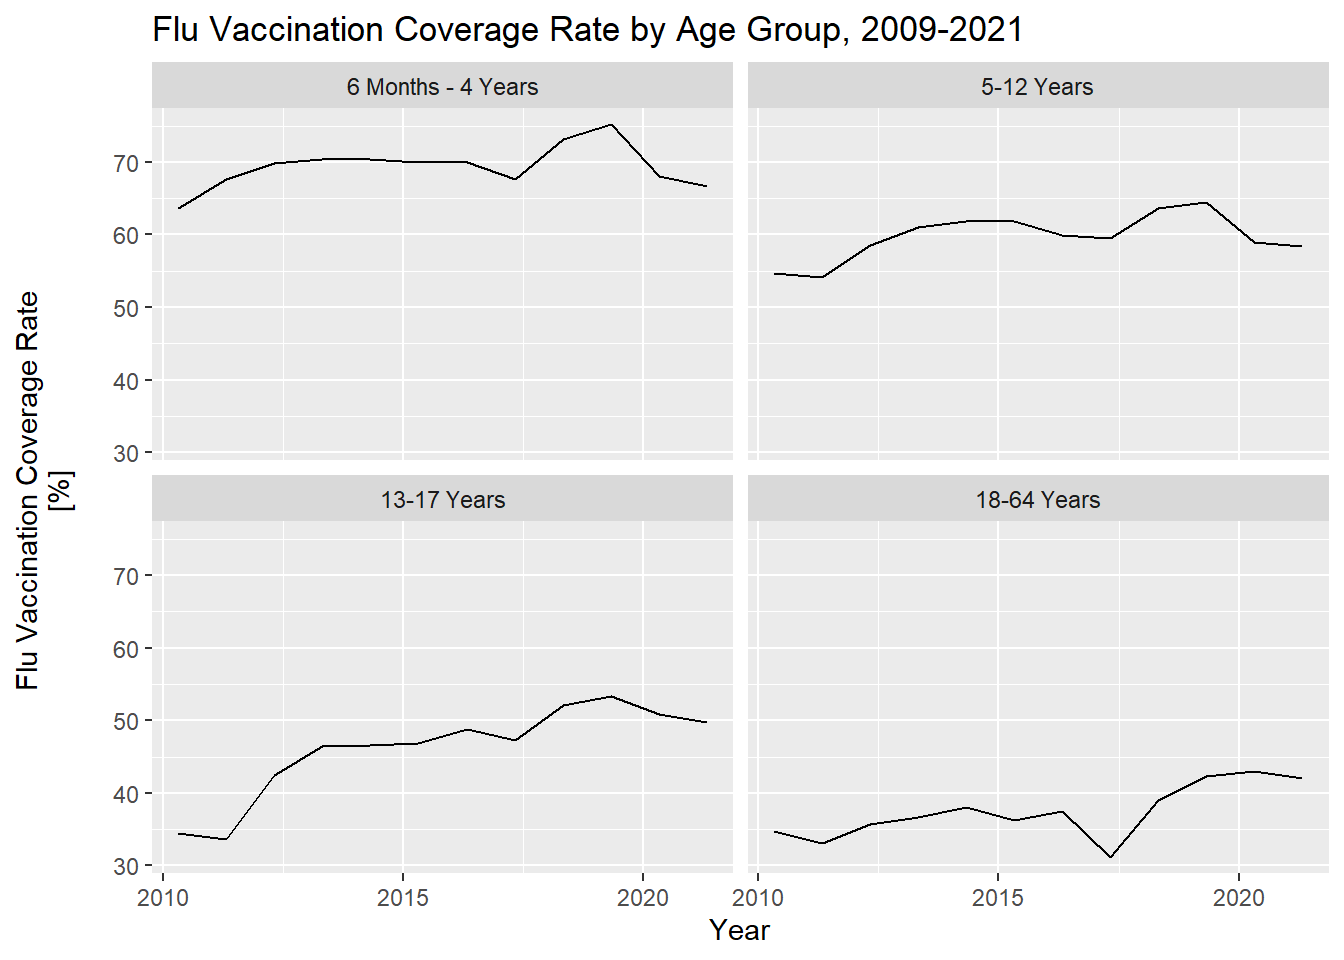 Flu Vaccination Coverage Rate by Age Group, 2009-2021
6 Months - 4 Years
5-12 Years
70
60
50
40
30
13-17 Years
18-64 Years
70
60
50
40
30
2010
2015
2020
2010
2015
2020
Year
Flu Vaccination Coverage Rate
[%]